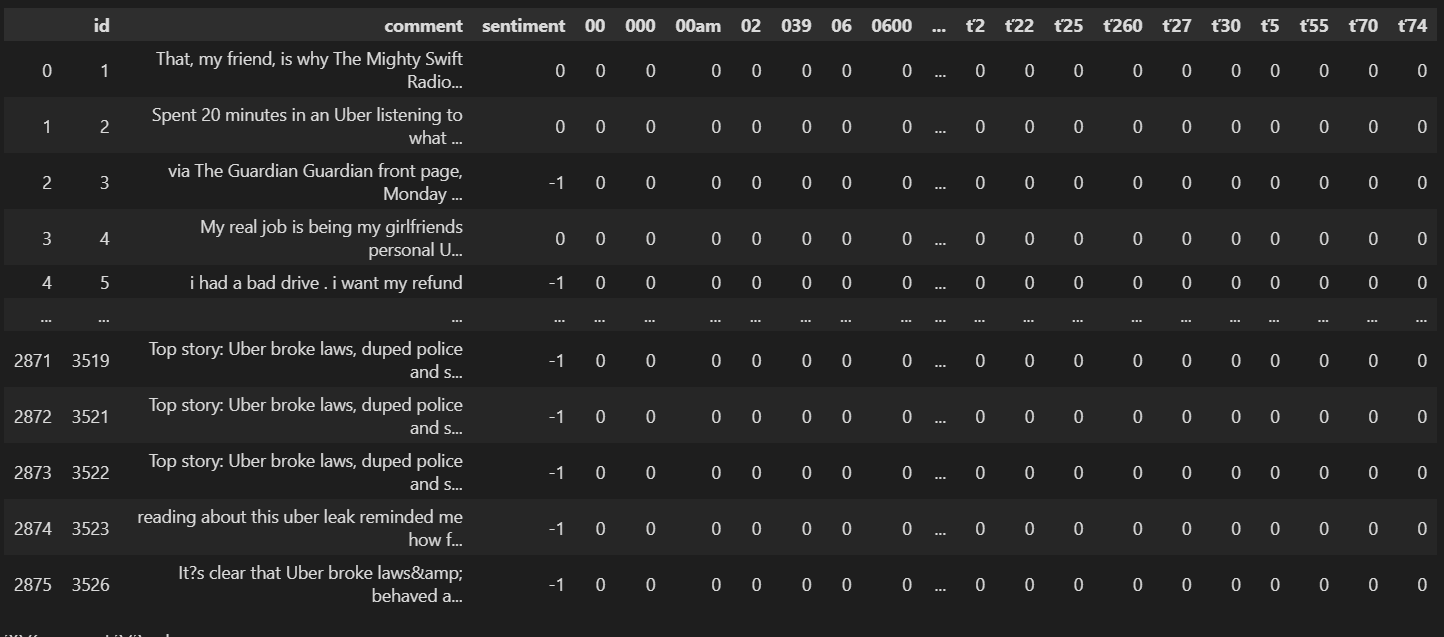 id comment sentiment 00 000 00am 02 039 06 0600 ... ť2 ť22 ť25 ť260 ť27 ť30 ť5 ť55 ť70 ť74
0 1 That, my friend, is why The Mighty Swift
Radio... 0 0 0 0 0 0 0 0 ... 0 0 0 0 0 0 0 0 0 0
1 2 Spent 20 minutes in an Uber listening to
what ... 0 0 0 0 0 0 0 0 ... 0 0 0 0 0 0 0 0 0 0
2 3 via The Guardian Guardian front page,
Monday ... -1 0 0 0 0 0 0 0 ... 0 0 0 0 0 0 0 0 0 0
3 4 My real job is being my girlfriends
personal U... 0 0 0 0 0 0 0 0 ... 0 0 0 0 0 0 0 0 0 0
4 5 i had a bad drive . i want my refund -1 0 0 0 0 0 0 0 ... 0 0 0 0 0 0 0 0 0 0
... ... ... ... ... ... ... ... ... ... ... ... ... ... ... ... ... ... ... ... ... ...
2871 3519 Top story: Uber broke laws, duped police
and s... -1 0 0 0 0 0 0 0 ... 0 0 0 0 0 0 0 0 0 0
2872 3521 Top story: Uber broke laws, duped police
and s... -1 0 0 0 0 0 0 0 ... 0 0 0 0 0 0 0 0 0 0
2873 3522 Top story: Uber broke laws, duped police
and s... -1 0 0 0 0 0 0 0 ... 0 0 0 0 0 0 0 0 0 0
2874 3523 reading about this uber leak reminded me
how f... -1 0 0 0 0 0 0 0 ... 0 0 0 0 0 0 0 0 0 0
2875 3526 It?s clear that Uber broke laws&amp;
behaved a... -1 0 0 0 0 0 0 0 ... 0 0 0 0 0 0 0 0 0 0